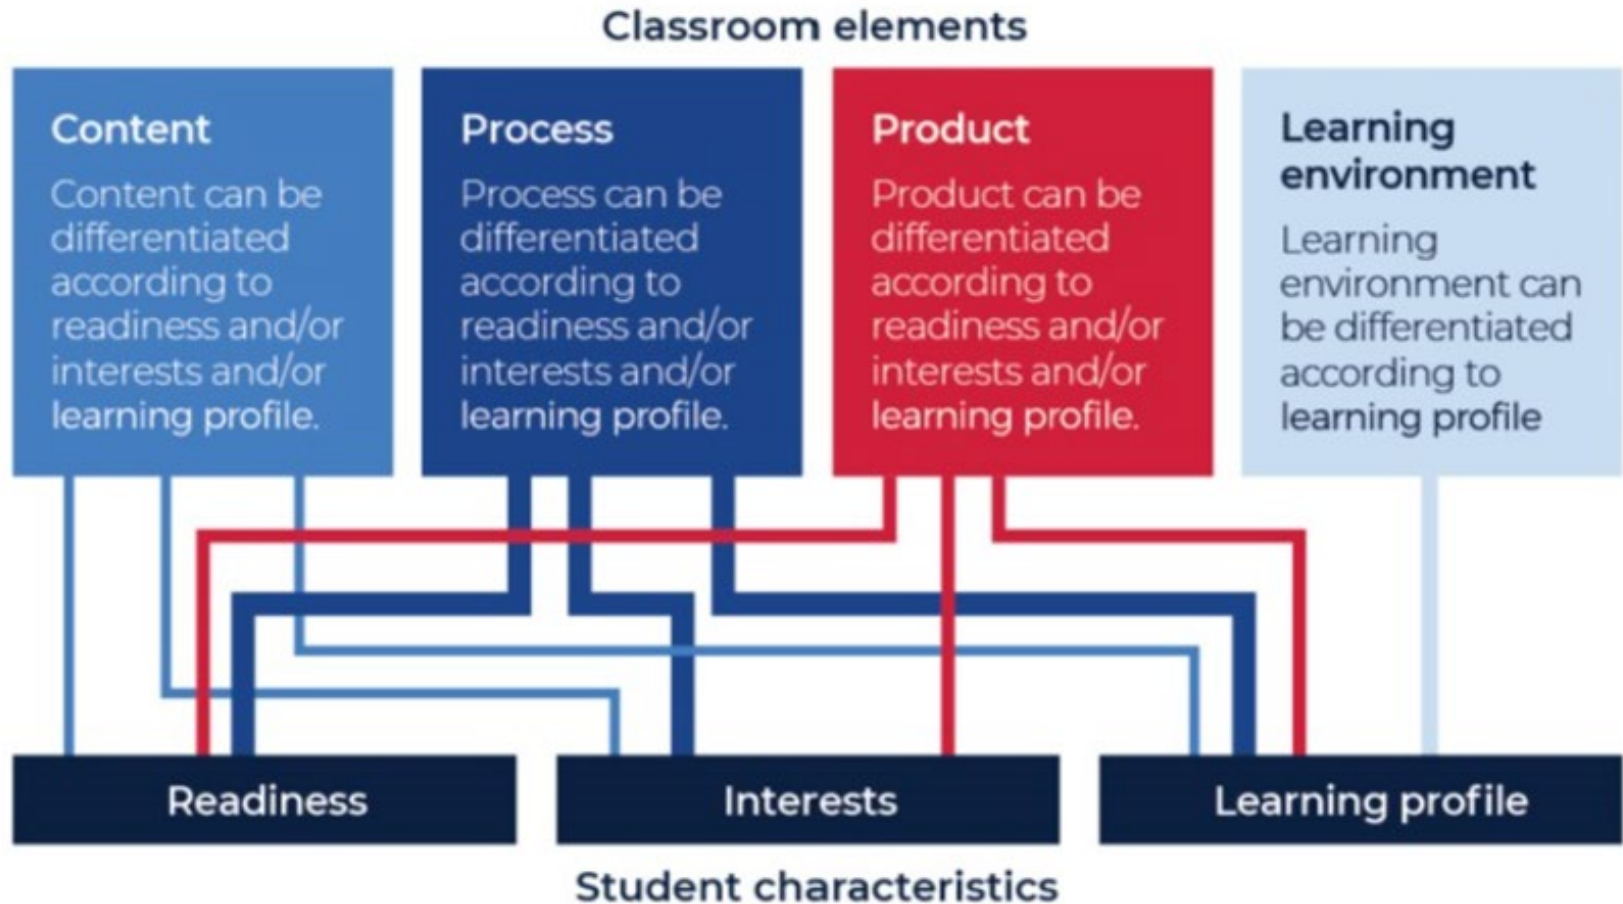 Classroom elements
Content
Content can be
differentiated
according to
readiness and/or
interests and/or
learning profile.
Process
Process can be
differentiated
according to
readiness and/or
interests and/or
learning profile.
Product
Product can be
differentiated
according to
readiness and/or
interests and/or
learning profile.
Learning
environment
Learning
environment can
be differentiated
according to
learning profile
Readiness
Interests
Learning profile
Student characteristics